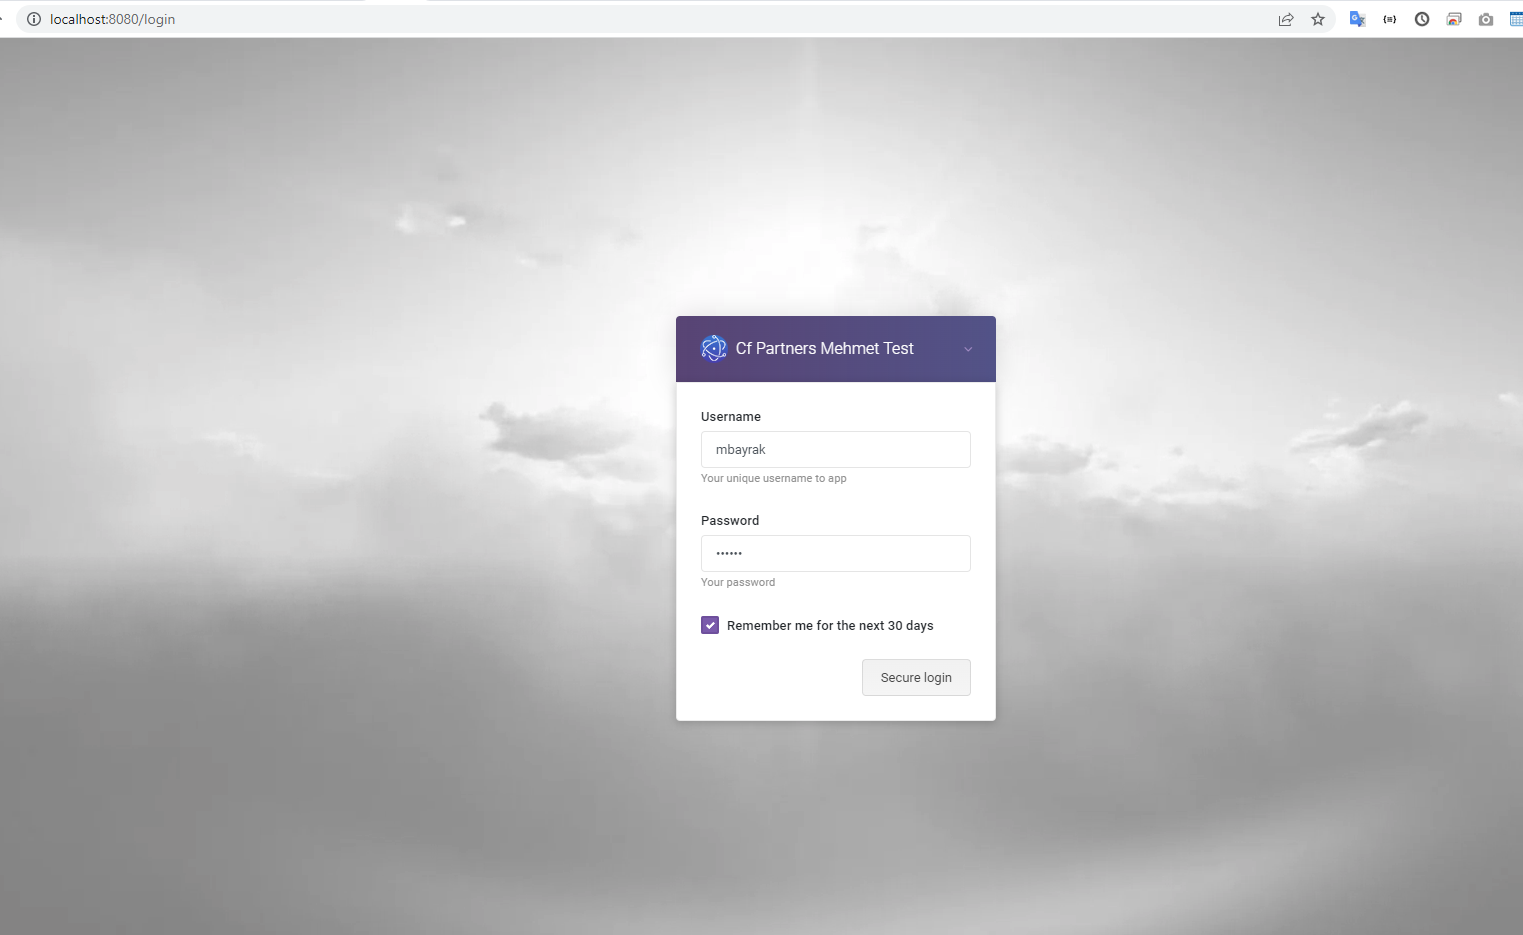 localhost:8080/login
Cf Partners Mehmet Test
Username
mbayrak
Your unique username to app
Password
••••••
Your password
Remember me for the next 30 days
Secure login